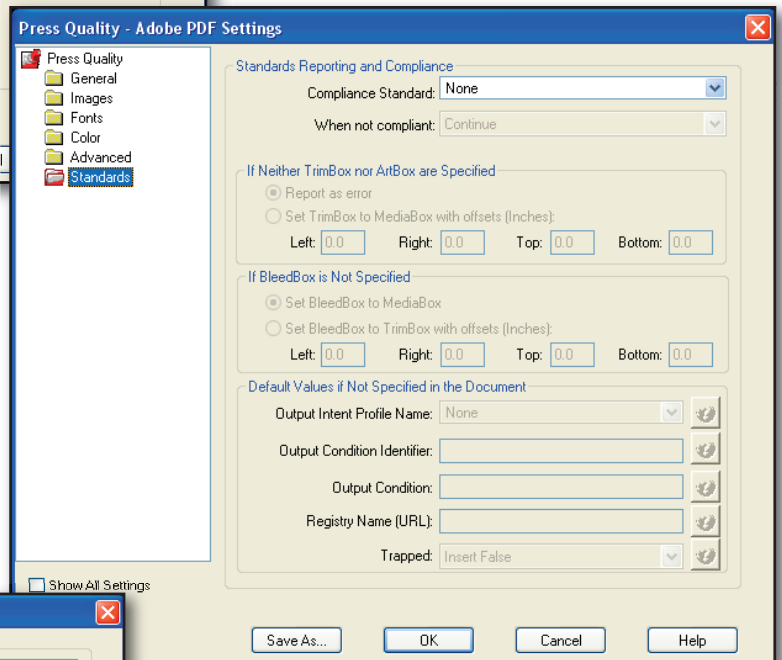 Press Quality - Adobe PDF Settings
Press Quality
General
Images
Fonts
Color
Advanced
Standards
Show All Settings
Standards Reporting and Compliance
Compliance Standard: None
When not compliant: Continue
If Neither TrimBox nor ArtBox are Specified
Report as error
Set TrimBox to MediaBox with offsets (Inches):
Left: 0.0 Right: 0.0 Top: 0.0 Bottom: 0.0
If BleedBox is Not Specified
Set BleedBox to MediaBox
Set BleedBox to TrimBox with offsets (Inches):
Left: 0.0 Right: 0.0 Top: 0.0 Bottom: 0.0
Default Values if Not Specified in the Document
Output Intent Profile Name: None
Output Condition Identifier:
Output Condition:
Registry Name (URL):
Trapped: Insert False
Save As... OK Cancel Help